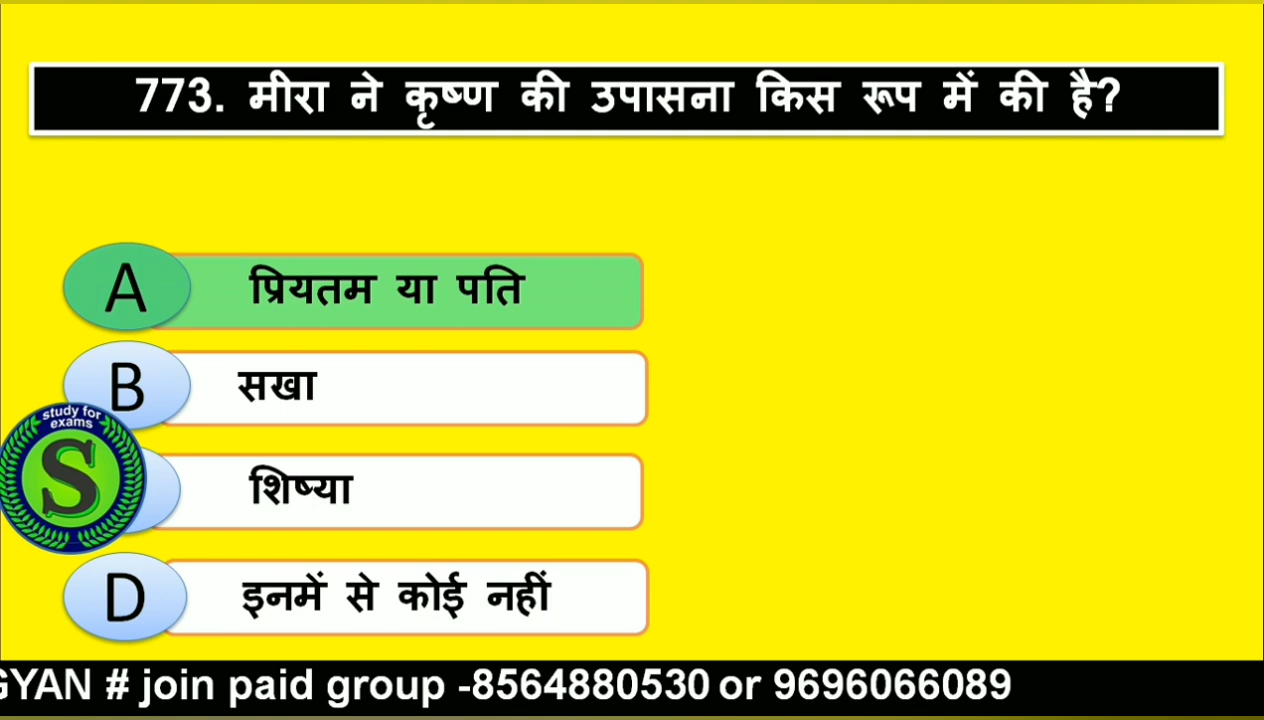 773. मीरा ने कृष्ण की उपासना किस रूप में की है?
A प्रियतम या पति
B सखा
study for
exams
S
शिष्या
D इनमें से कोई नहीं
GYAN # join paid group -8564880530 or 9696066089